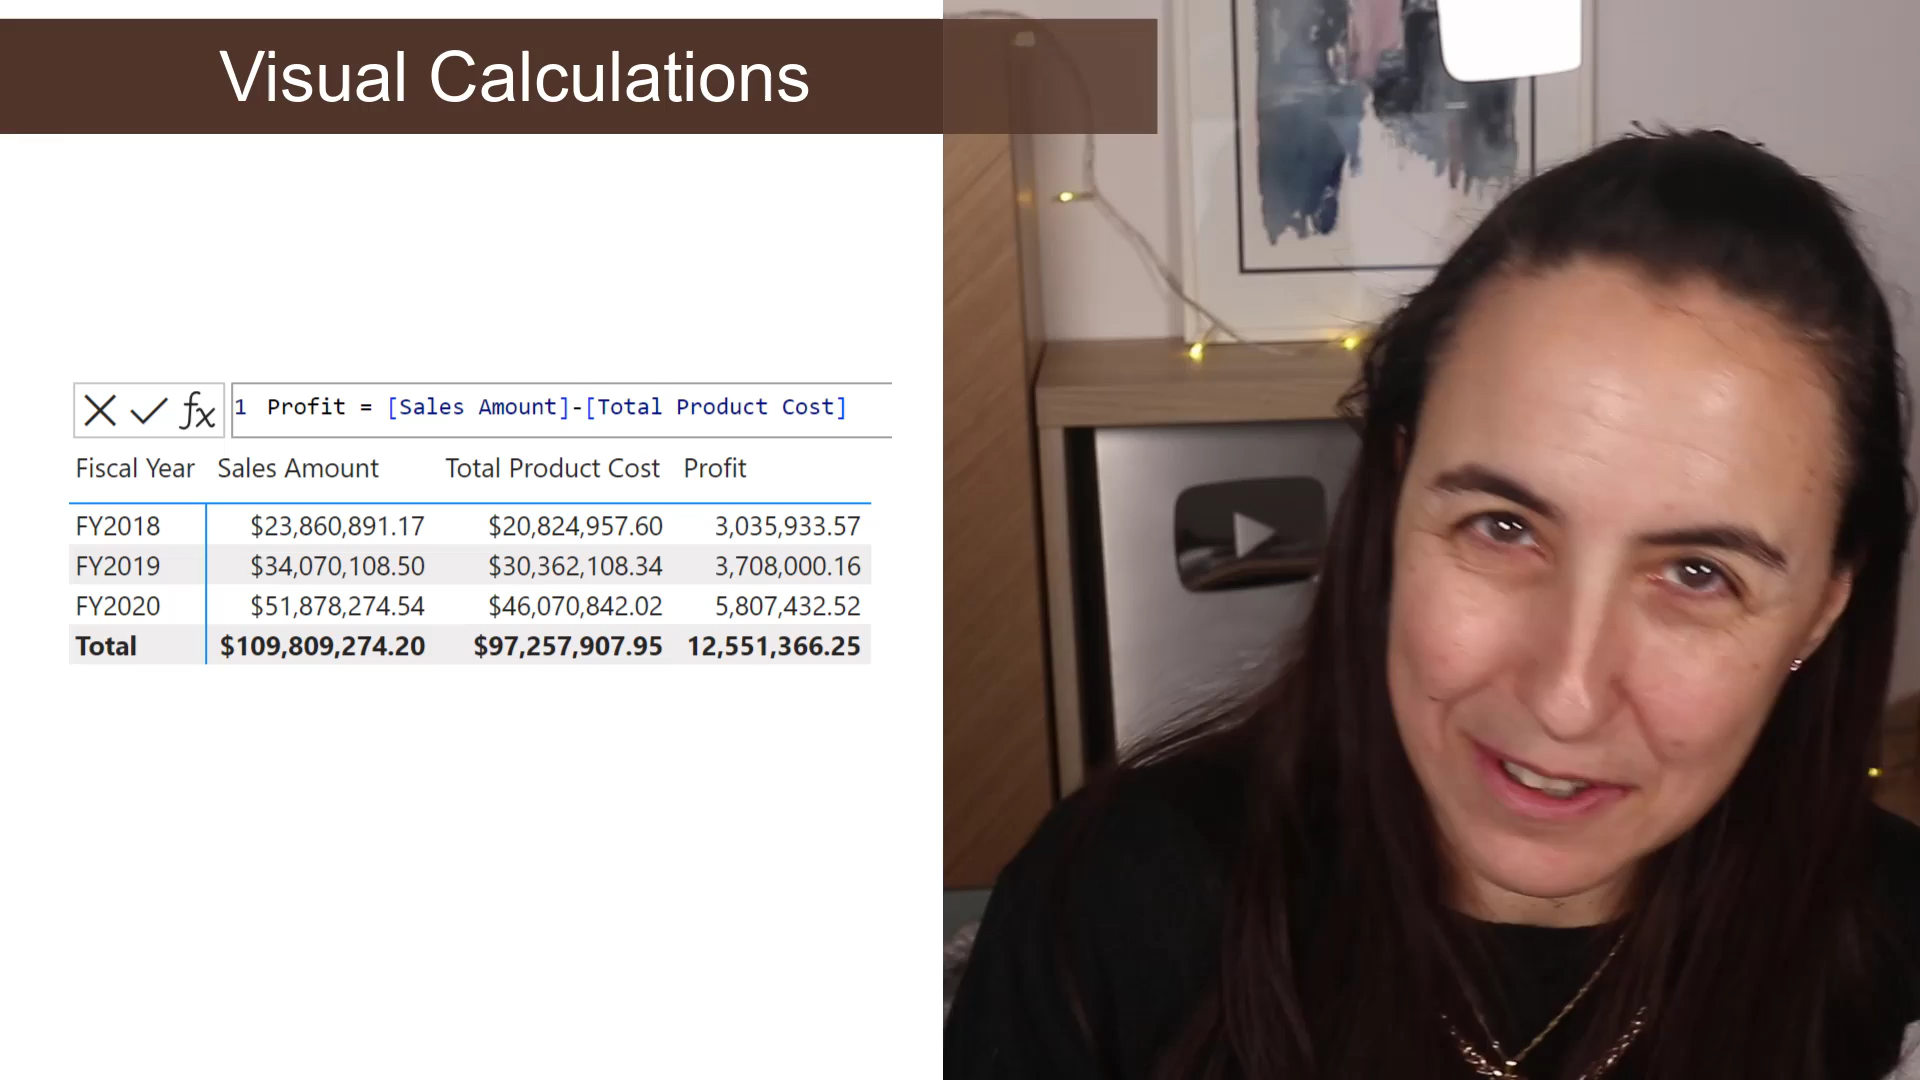 Visual Calculations
1 Profit = [Sales Amount]-[Total Product Cost]
Fiscal Year Sales Amount Total Product Cost Profit
FY2018 $23,860,891.17 $20,824,957.60 3,035,933.57
FY2019 $34,070,108.50 $30,362,108.34 3,708,000.16
FY2020 $51,878,274.54 $46,070,842.02 5,807,432.52
Total $109,809,274.20 $97,257,907.95 12,551,366.25